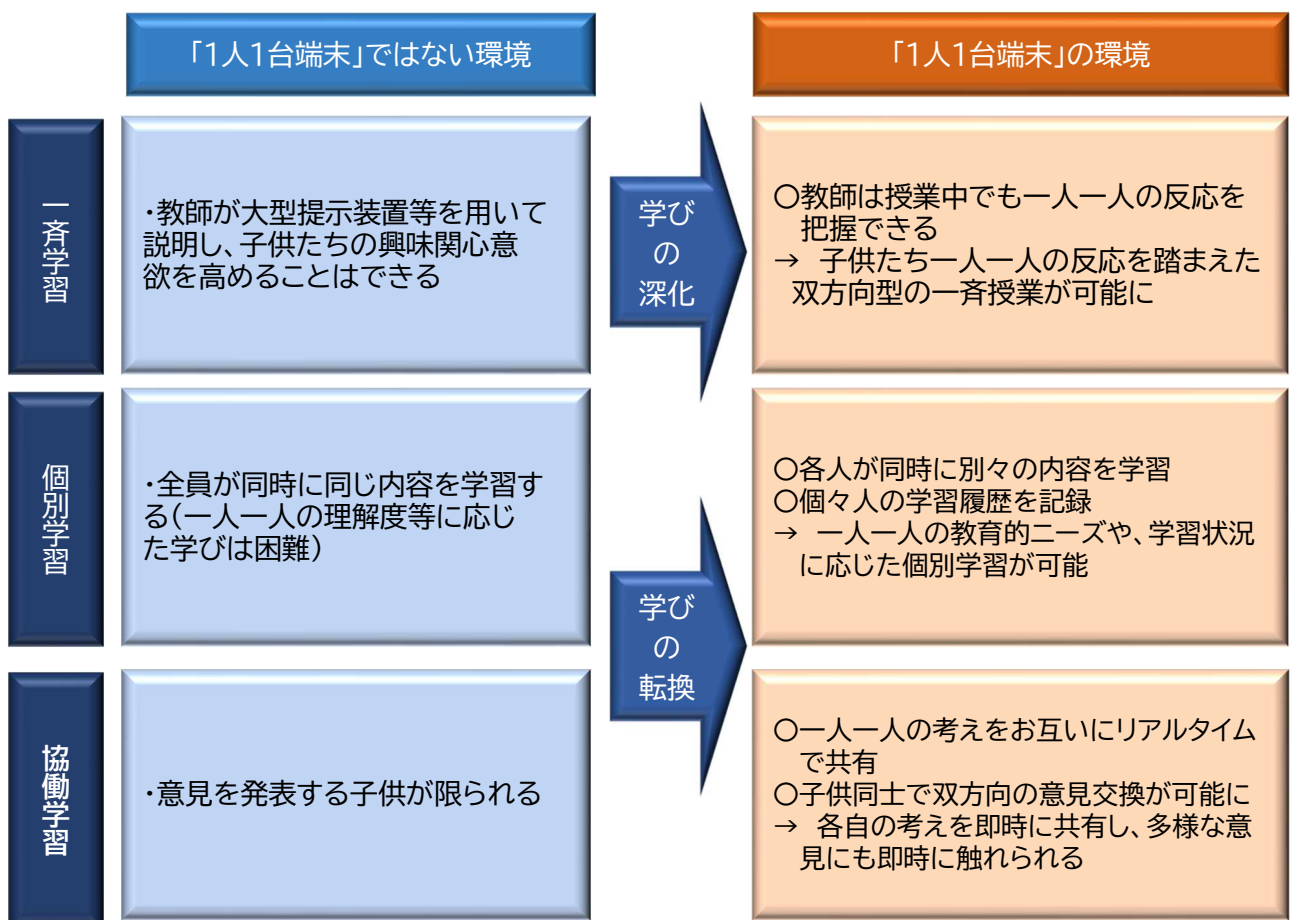 「1人1台端末」ではない環境
「1人1台端末」の環境
一斉学習
・教師が大型提示装置等を用いて
説明し、子供たちの興味関心意
欲を高めることはできる
学び
の
深化
〇教師は授業中でも一人一人の反応を
把握できる
→ 子供たち一人一人の反応を踏まえた
双方向型の一斉授業が可能に
個別学習
・全員が同時に同じ内容を学習す
る(一人一人の理解度等に応じ
た学びは困難)
学び
の
転換
〇各人が同時に別々の内容を学習
〇個々人の学習履歴を記録
→ 一人一人の教育的ニーズや、学習状況
に応じた個別学習が可能
協働学習
・意見を発表する子供が限られる
〇一人一人の考えをお互いにリアルタイム
で共有
〇子供同士で双方向の意見交換が可能に
→ 各自の考えを即時に共有し、多様な意
見にも即時に触れられる